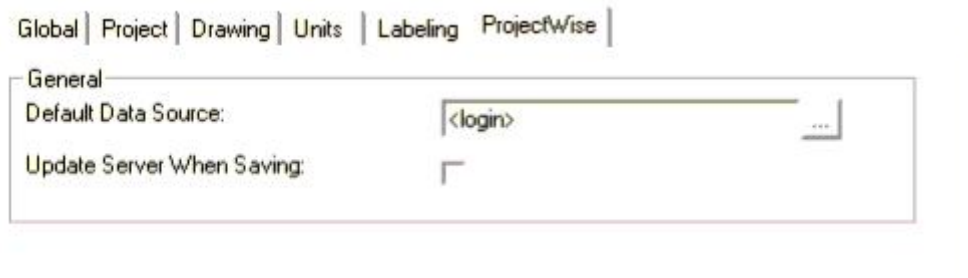 Global Project Drawing Units Labeling ProjectWise
General
Default Data Source: <login> ...
Update Server When Saving: